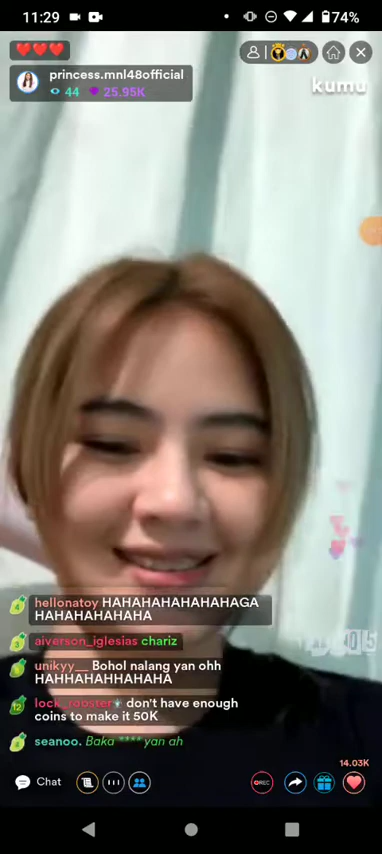 11:29
74%
princess.mnl48official
44 25.95K
kumu
hellonatoy HAHAHAHAHAHAHAGA
HAHAHAHAHAHA
aiverson_iglesias chariz
unikyy__ Bohol nalang yan ohh
HAHHAHAHHAHAHA
lock_rooster don't have enough
coins to make it 50K
seanoo. Baka **** yan ah
14.03K
Chat
REC